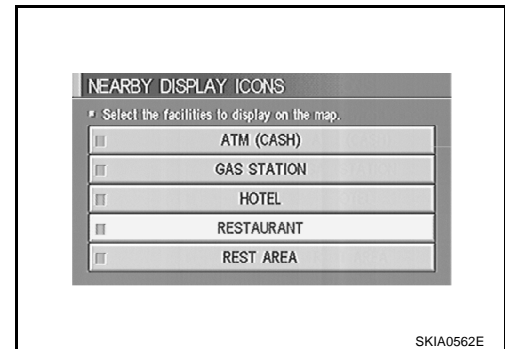 NEARBY DISPLAY ICONS
Select the facilities to display on the map.
ATM (CASH)
GAS STATION
HOTEL
RESTAURANT
REST AREA
SKIA0562E